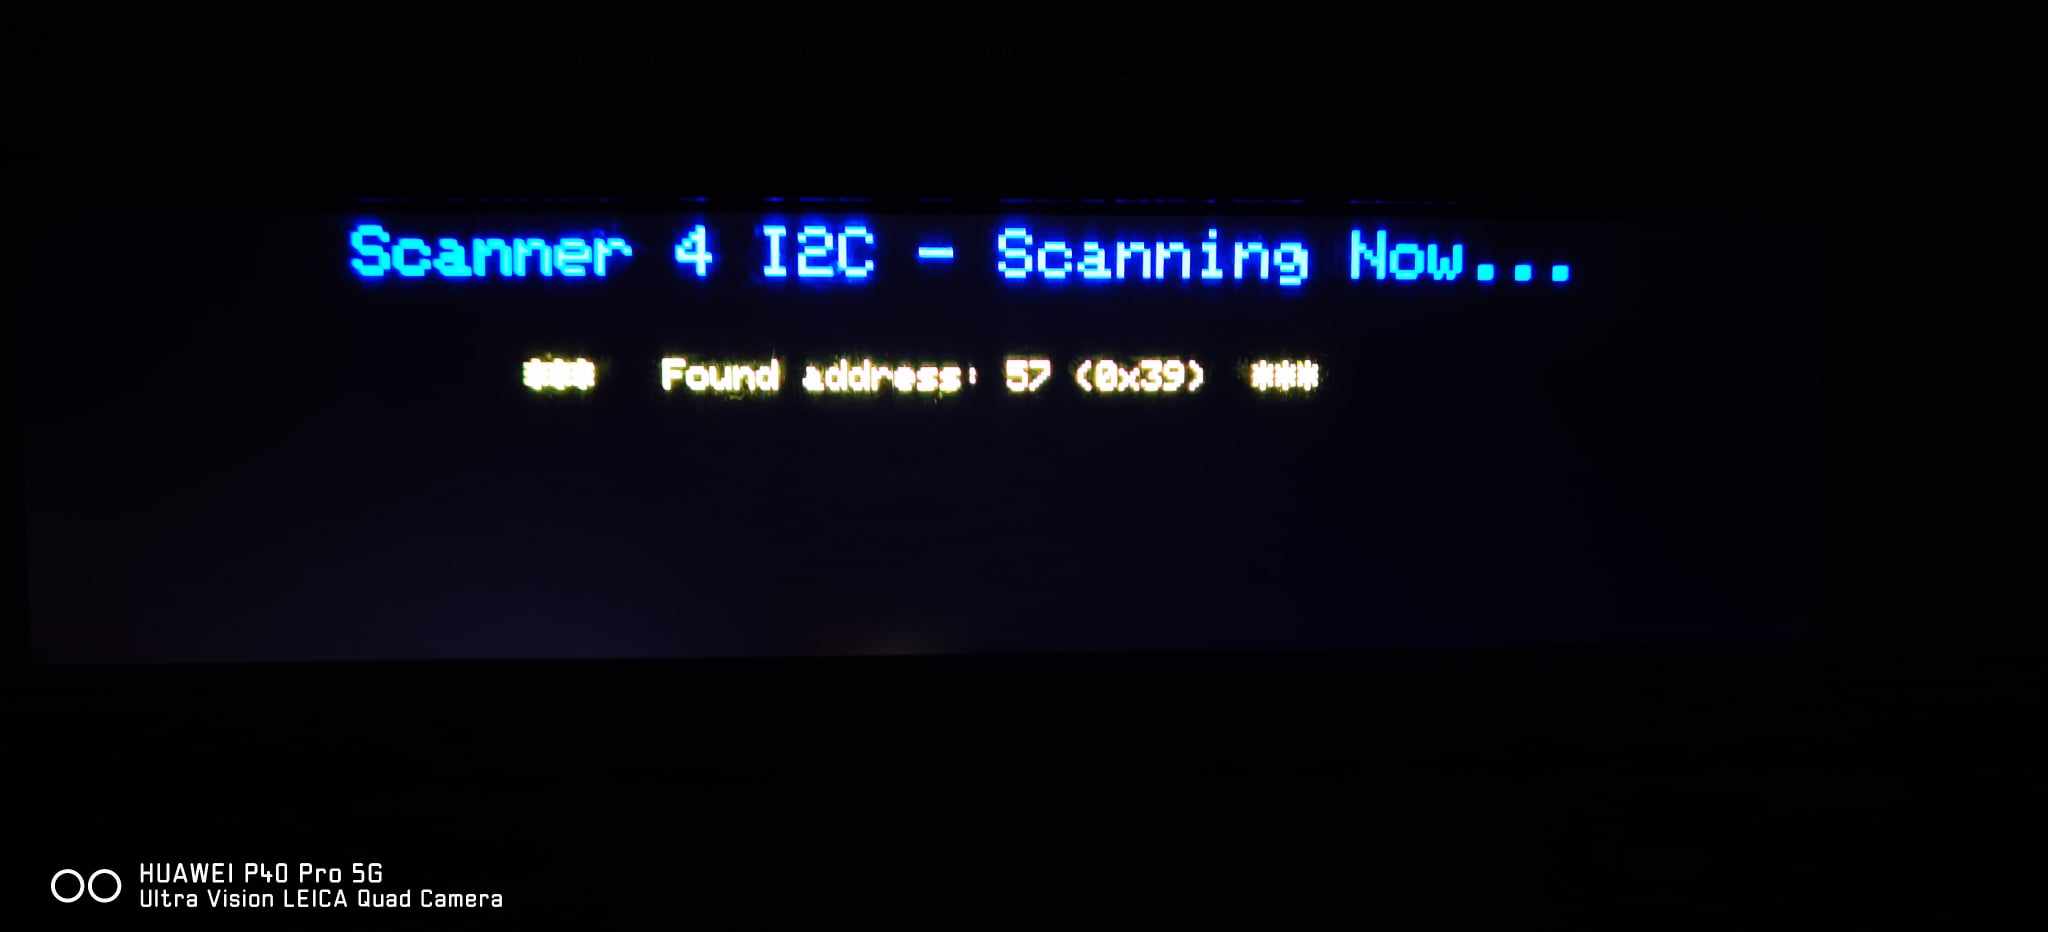 Scanner 4 I2C - Scanning Now...
*** Found address: 57 (0x39) ***
HUAWEI P40 Pro 5G
Ultra Vision LEICA Quad Camera